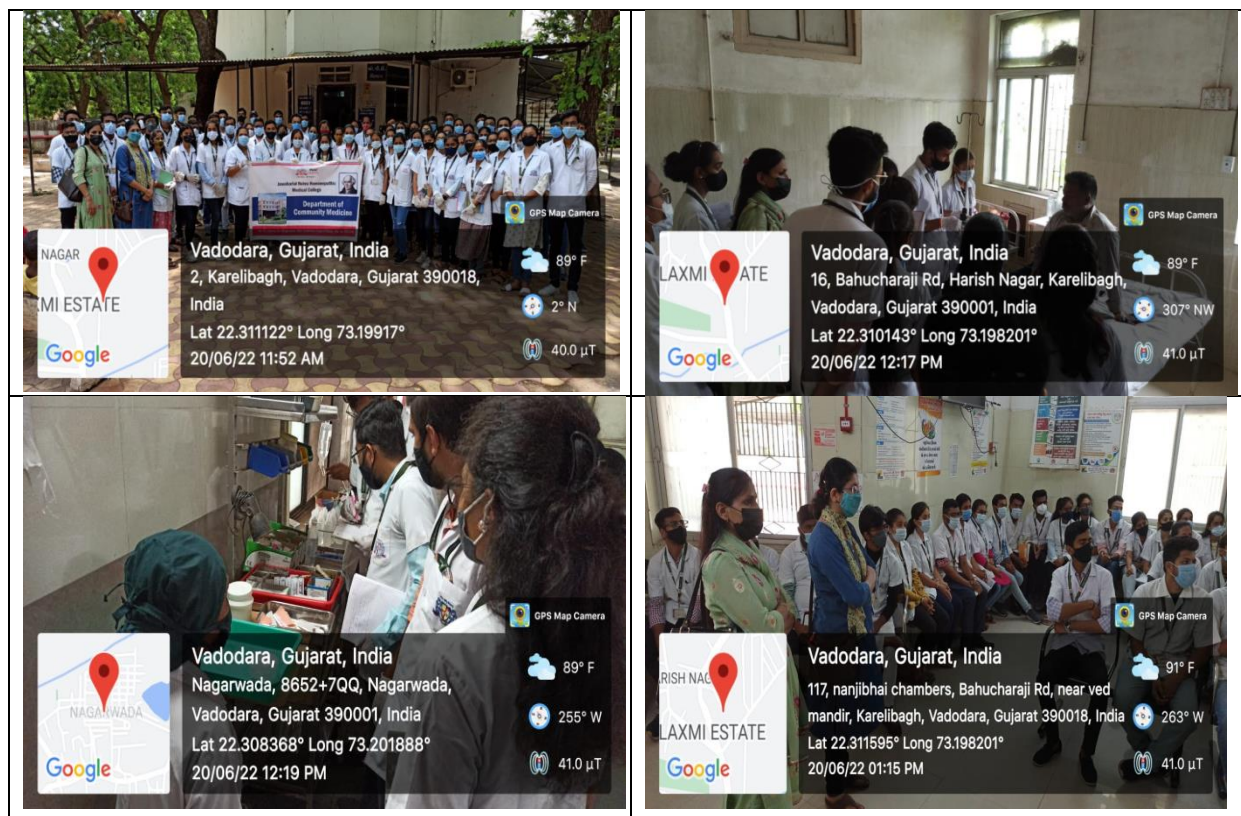 Jawaharlal Nehru Homoeopathic
Medical College
Department of
Community Medicine
GPS Map Camera
NAGAR
MI ESTATE
Google
Vadodara, Gujarat, India
2, Karelibagh, Vadodara, Gujarat 390018,
India
Lat 22.311122° Long 73.19917°
20/06/22 11:52 AM
89° F
2° N
40.0 µT
GPS Map Camera
LAXMI ATE
Google
Vadodara, Gujarat, India
16, Bahucharaji Rd, Harish Nagar, Karelibagh,
Vadodara, Gujarat 390001, India
Lat 22.310143° Long 73.198201°
20/06/22 12:17 PM
89° F
307° NW
41.0 µT
GPS Map Camera
NAGARWADA
Google
Vadodara, Gujarat, India
Nagarwada, 8652+7QQ, Nagarwada,
Vadodara, Gujarat 390001, India
Lat 22.308368° Long 73.201888°
20/06/22 12:19 PM
89° F
255° W
41.0 µT
GPS Map Camera
RISH NAG
LAXMI ESTATE
Google
Vadodara, Gujarat, India
117, nanjibhai chambers, Bahucharaji Rd, near ved
mandir, Karelibagh, Vadodara, Gujarat 390018, India
Lat 22.311595° Long 73.198201°
20/06/22 01:15 PM
91° F
263° W
41.0 µT